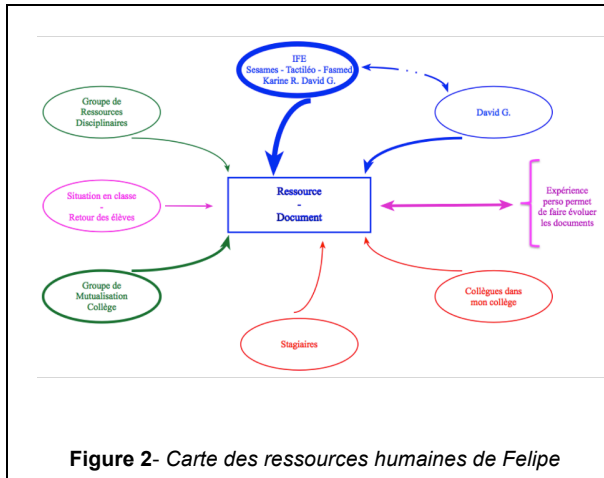 IFE
Sesames - Tactiléo - Fasmed
Karine R. David G.
Groupe de
Ressources
Disciplinaires
David G.
Situation en classe
-
Retour des élèves
Ressource
-
Document
Expérience
perso permet
de faire évoluer
les documents
Groupe de
Mutualisation
Collège
Stagiaires
Collègues dans
mon collège
Figure 2- Carte des ressources humaines de Felipe